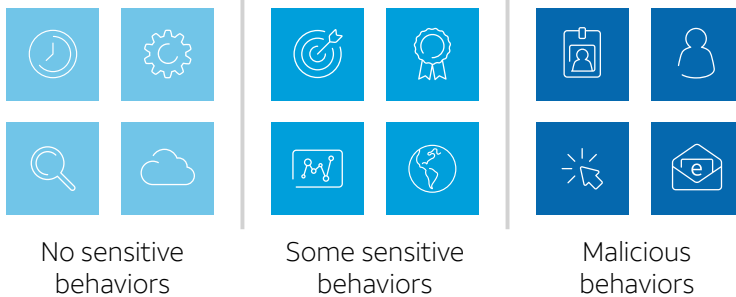 e
No sensitive
behaviors
Some sensitive
behaviors
Malicious
behaviors